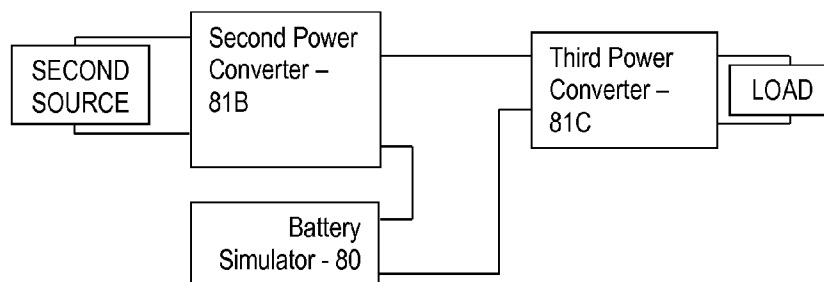 SECOND
SOURCE
Second Power
Converter –
81B
Third Power
Converter –
81C
LOAD
Battery
Simulator - 80